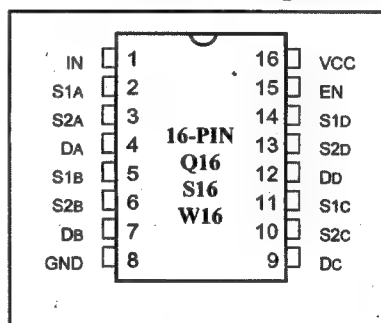 IN 1 16 VCC
S1A 2 15 EN
S2A 3 14 S1D
DA 4 16-PIN 13 S2D
S1B 5 Q16 12 DD
S2B 6 S16 11 S1C
DB 7 W16 10 S2C
GND 8 9 DC